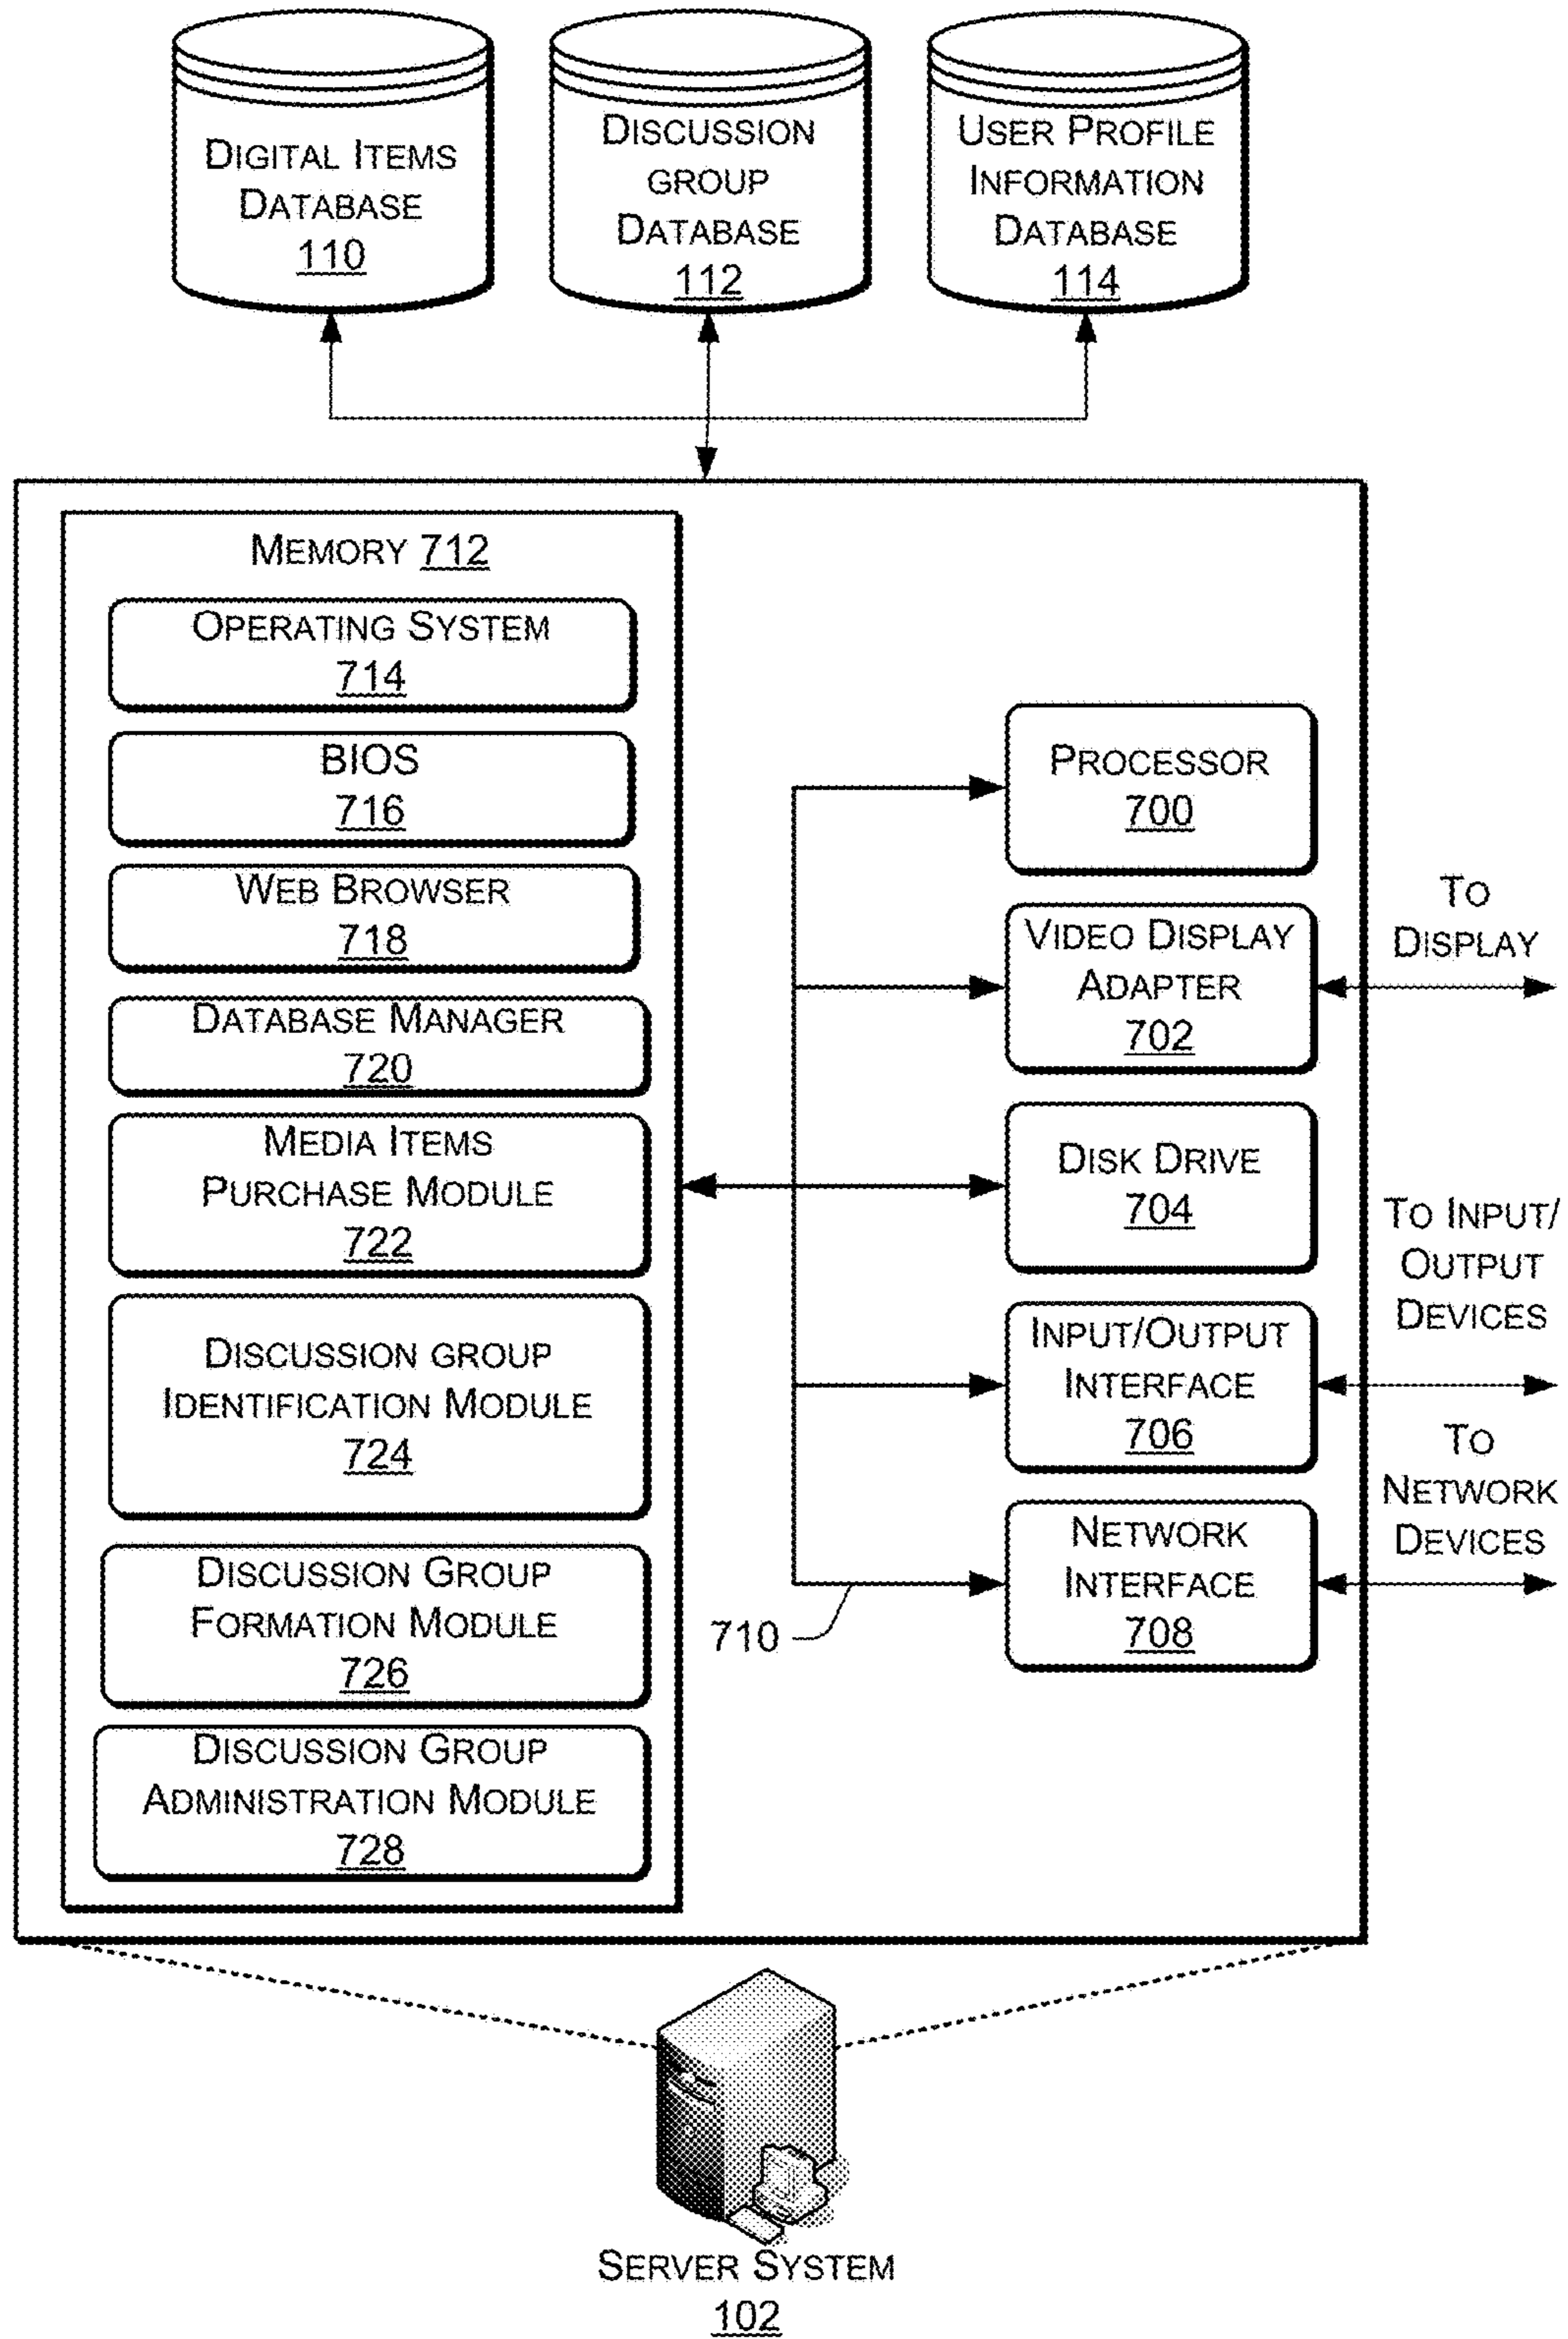 DIGITAL ITEMS
DATABASE
110
DISCUSSION
GROUP
DATABASE
112
USER PROFILE
INFORMATION
DATABASE
114
MEMORY 712
OPERATING SYSTEM
714
BIOS
716
WEB BROWSER
718
DATABASE MANAGER
720
MEDIA ITEMS
PURCHASE MODULE
722
DISCUSSION GROUP
IDENTIFICATION MODULE
724
DISCUSSION GROUP
FORMATION MODULE
726
DISCUSSION GROUP
ADMINISTRATION MODULE
728
710
PROCESSOR
700
VIDEO DISPLAY
ADAPTER
702
DISK DRIVE
704
INPUT/OUTPUT
INTERFACE
706
NETWORK
INTERFACE
708
TO
DISPLAY
TO INPUT/
OUTPUT
DEVICES
TO
NETWORK
DEVICES
SERVER SYSTEM
102